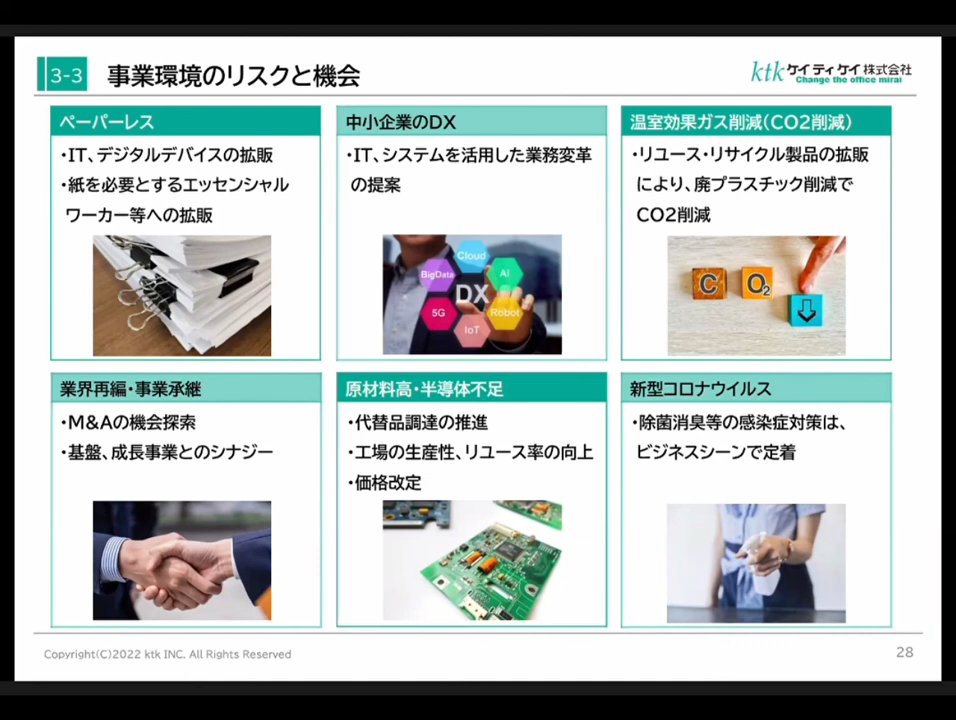 3-3 事業環境のリスクと機会
ktk ケイティケイ株式会社
Change the office mirai
ペーパーレス
・IT、デジタルデバイスの拡販
・紙を必要とするエッセンシャル
ワーカー等への拡販
中小企業のDX
・IT、システムを活用した業務変革
の提案
Cloud
BigData
AI
DX
5G
Robot
IoT
温室効果ガス削減(CO2削減)
・リユース・リサイクル製品の拡販
により、廃プラスチック削減で
CO2削減
C O2
業界再編・事業承継
・M&Aの機会探索
・基盤、成長事業とのシナジー
原材料高・半導体不足
・代替品調達の推進
・工場の生産性、リユース率の向上
・価格改定
新型コロナウイルス
・除菌消臭等の感染症対策は、
ビジネスシーンで定着
Copyright(C)2022 ktk INC. All Rights Reserved
28